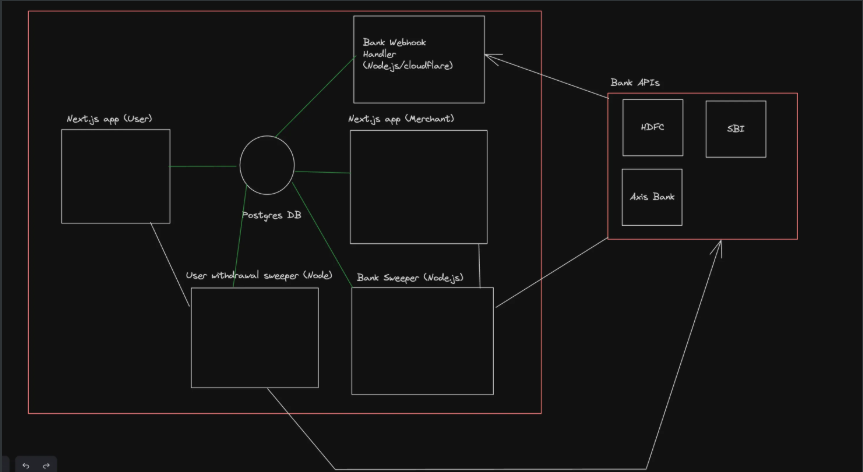 Bank Webhook
Handler
(Node.js/cloudflare)
Bank APIs
HDFC
SBI
Axis Bank
Next.js app (User)
Next.js app (Merchant)
Postgres DB
User withdrawal sweeper (Node)
Bank Sweeper (Node.js)